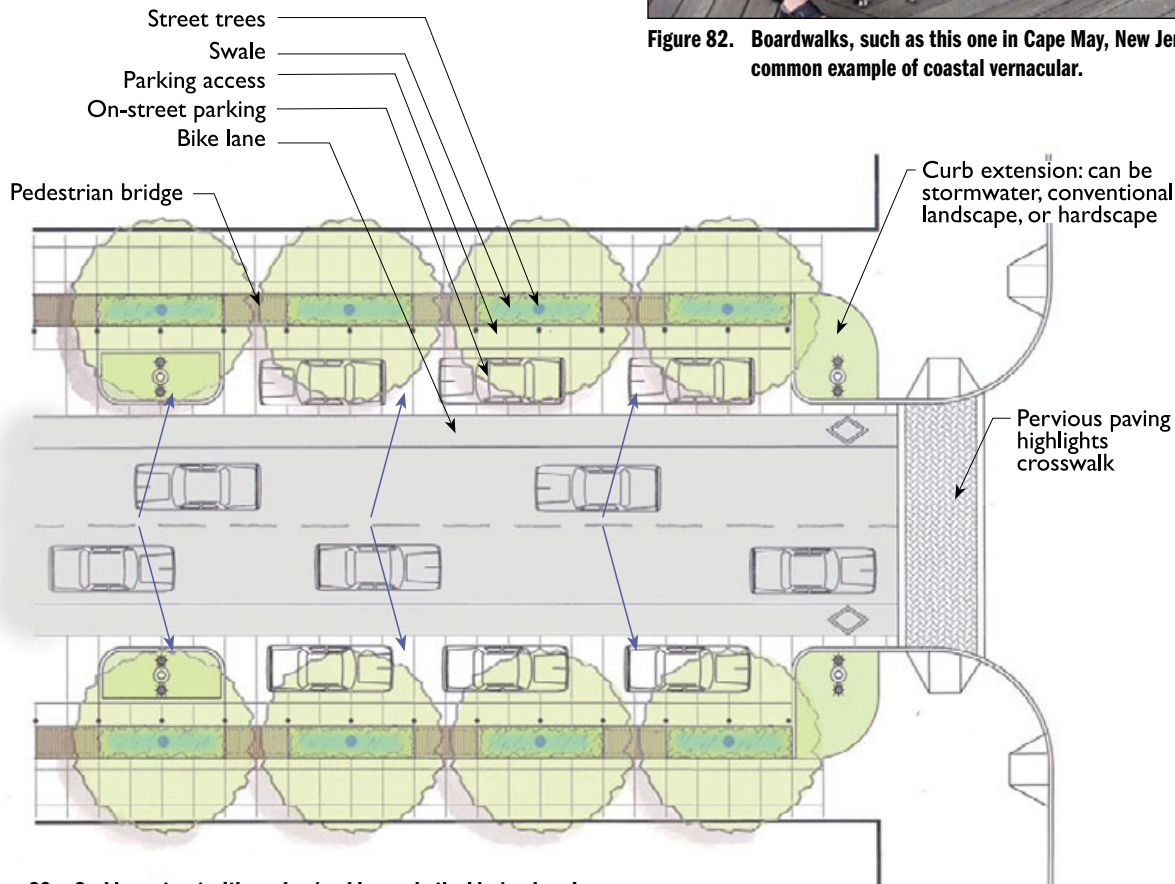 Street trees
Swale
Parking access
On-street parking
Bike lane
Pedestrian bridge
Figure 82. Boardwalks, such as this one in Cape May, New Jer
common example of coastal vernacular.
Curb extension: can be
stormwater, conventional
landscape, or hardscape
Pervious paving
highlights
crosswalk